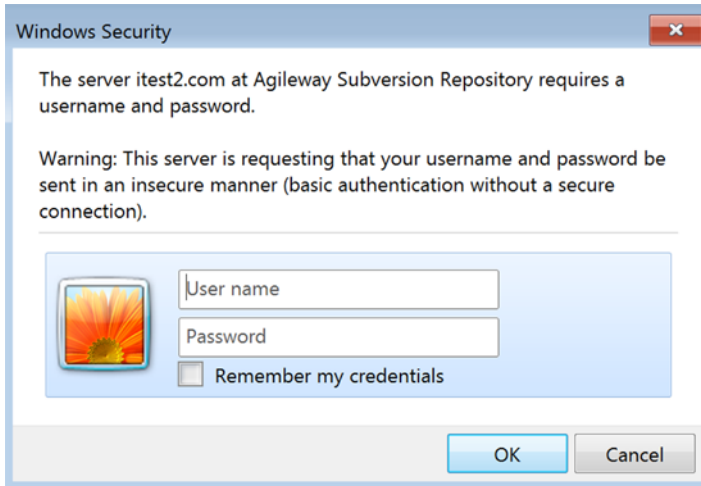 Windows Security
The server itest2.com at Agileway Subversion Repository requires a
username and password.
Warning: This server is requesting that your username and password be
sent in an insecure manner (basic authentication without a secure
connection).
User name
Password
Remember my credentials
OK Cancel